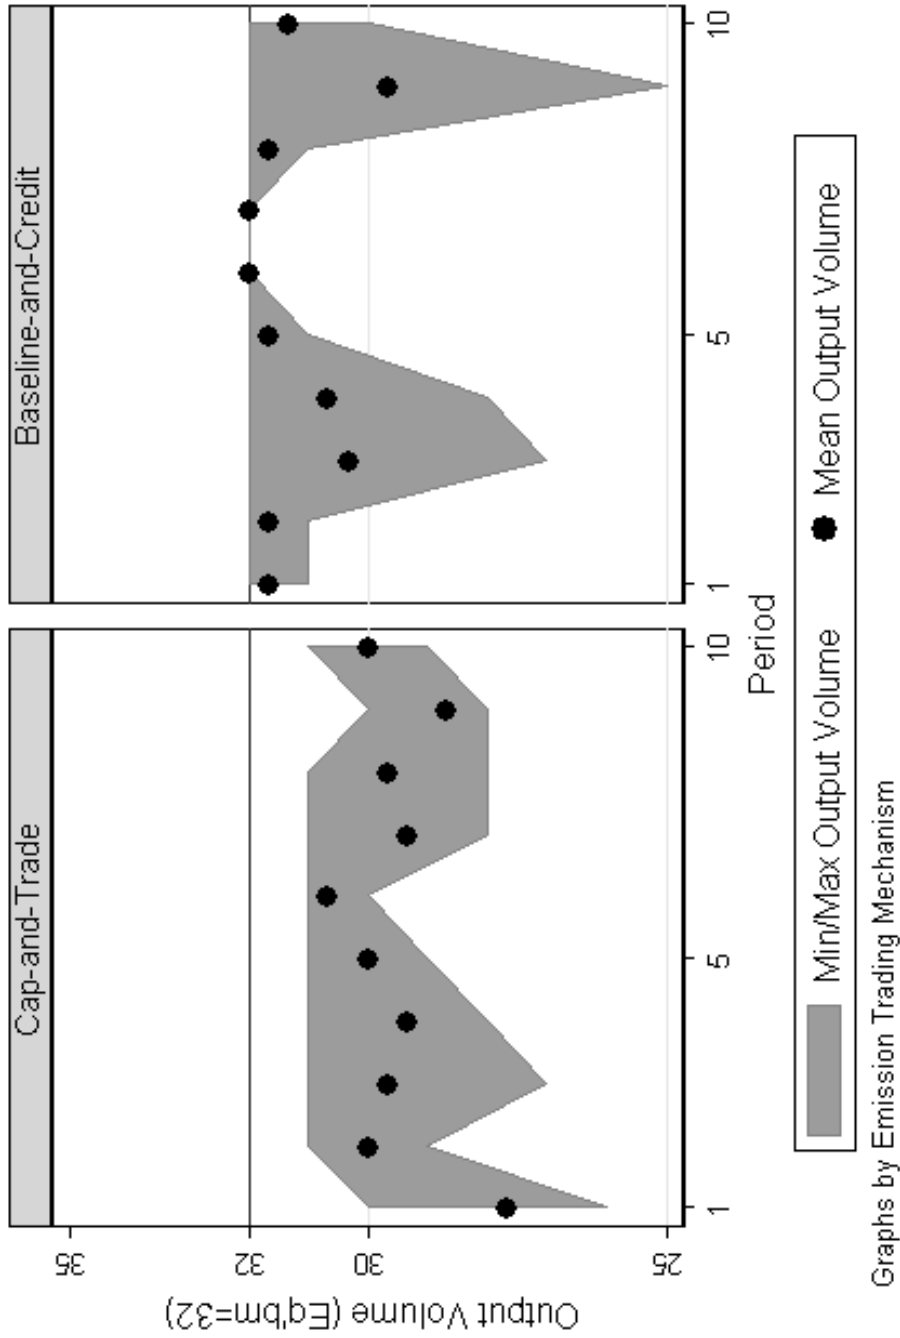 Cap-and-Trade
Baseline-and-Credit
Output Volume (Eq'bm=32)
35
32
30
25
1
5
10
1
5
10
Period
Min/Max Output Volume
Mean Output Volume
Graphs by Emission Trading Mechanism